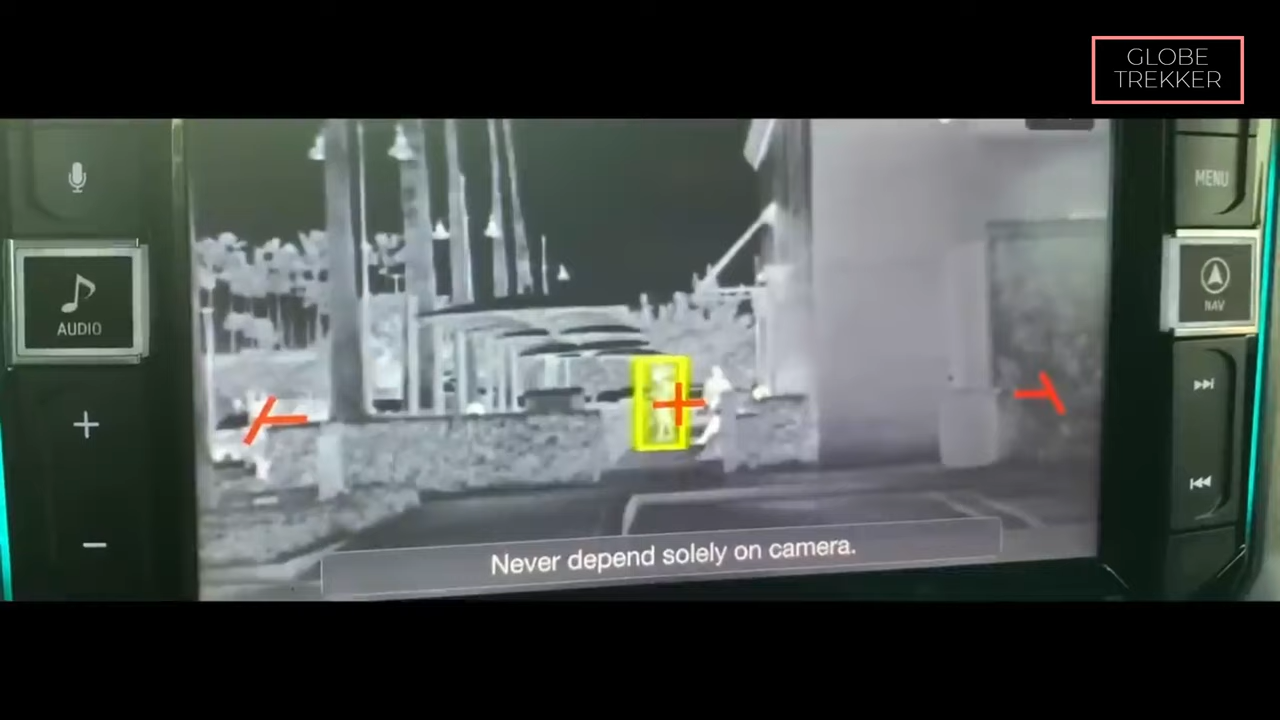 GLOBE
TREKKER
MENU
AUDIO
NAV
Never depend solely on camera.